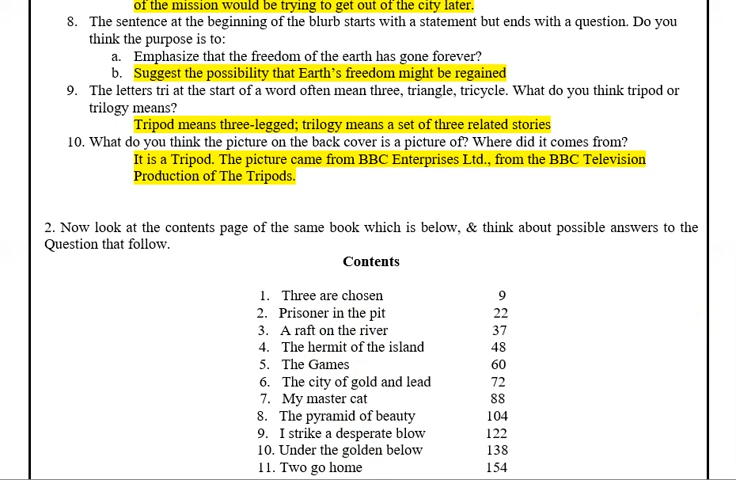 of the mission would be trying to get out of the city later.
8. The sentence at the beginning of the blurb starts with a statement but ends with a question. Do you
think the purpose is to:
a. Emphasize that the freedom of the earth has gone forever?
b. Suggest the possibility that Earth's freedom might be regained
9. The letters tri at the start of a word often mean three, triangle, tricycle. What do you think tripod or
trilogy means?
Tripod means three-legged; trilogy means a set of three related stories
10. What do you think the picture on the back cover is a picture of? Where did it comes from?
It is a Tripod. The picture came from BBC Enterprises Ltd., from the BBC Television
Production of The Tripods.
2. Now look at the contents page of the same book which is below, & think about possible answers to the
Question that follow.
Contents
1. Three are chosen 9
2. Prisoner in the pit 22
3. A raft on the river 37
4. The hermit of the island 48
5. The Games 60
6. The city of gold and lead 72
7. My master cat 88
8. The pyramid of beauty 104
9. I strike a desperate blow 122
10. Under the golden below 138
11. Two go home 154